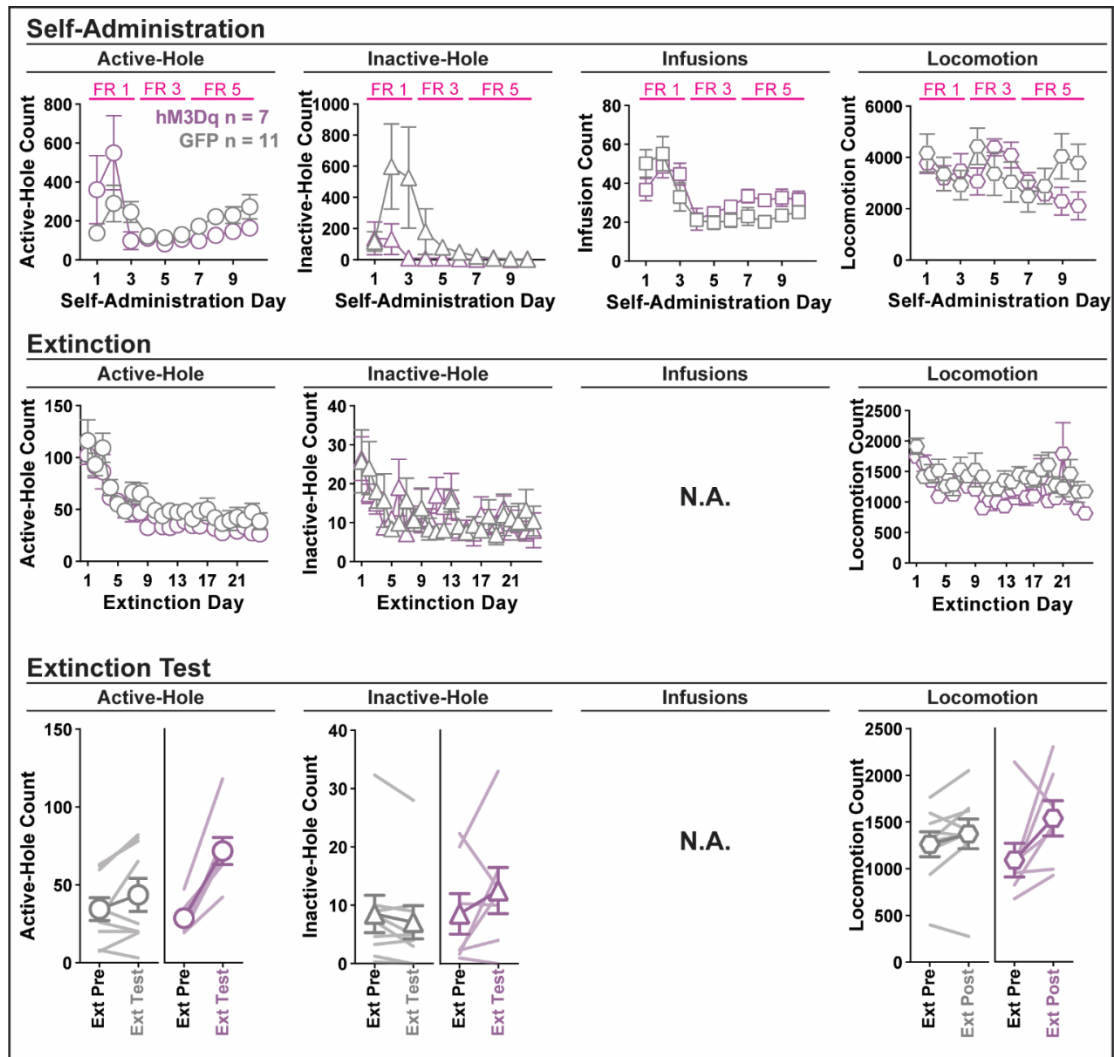 Self-Administration
Active-Hole
Inactive-Hole
Infusions
Locomotion
FR 1 FR 3 FR 5
FR 1 FR 3 FR 5
FR 1 FR 3 FR 5
FR 1 FR 3 FR 5
Active-Hole Count
800
600
400
200
0
hM3Dq n = 7
GFP n = 11
1 3 5 7 9
Self-Administration Day
Inactive-Hole Count
1000
800
600
400
200
0
1 3 5 7 9
Self-Administration Day
Infusion Count
80
60
40
20
0
1 3 5 7 9
Self-Administration Day
Locomotion Count
6000
4000
2000
0
1 3 5 7 9
Self-Administration Day
Extinction
Active-Hole
Inactive-Hole
Infusions
Locomotion
Active-Hole Count
150
100
50
0
1 5 9 13 17 21
Extinction Day
Inactive-Hole Count
40
30
20
10
0
1 5 9 13 17 21
Extinction Day
N.A.
Locomotion Count
2500
2000
1500
1000
500
0
1 5 9 13 17 21
Extinction Day
Extinction Test
Active-Hole
Inactive-Hole
Infusions
Locomotion
Active-Hole Count
150
100
50
0
Ext Pre
Ext Test
Ext Pre
Ext Test
Inactive-Hole Count
40
30
20
10
0
Ext Pre
Ext Test
Ext Pre
Ext Test
N.A.
Locomotion Count
2500
2000
1500
1000
500
0
Ext Pre
Ext Post
Ext Pre
Ext Post